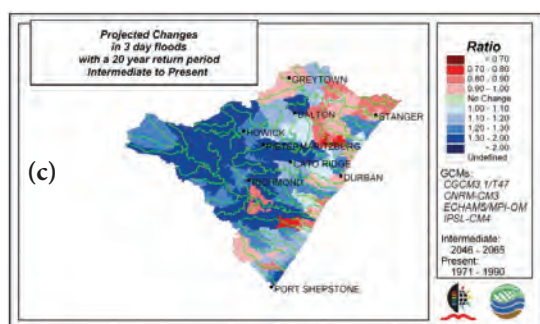 Projected Changes
in 3 day floods
with a 20 year return period
Intermediate to Present
(c)
GREYTOWN
DALTON
STANGER
HOWICK
PIETERMARITZBURG
CATO RIDGE
RICHMOND
DURBAN
PORT SHEPSTONE
Ratio
< 0.70
0.70 - 0.80
0.80 - 0.90
0.90 - 1.00
No Change
1.00 - 1.10
1.10 - 1.20
1.20 - 1.30
1.30 - 2.00
> 2.00
Undefined
GCMs:
CGCM3.1/T47
CNRM-CM3
ECHAM5/MPI-OM
IPSL-CM4
Intermediate:
2046 - 2065
Present:
1971 - 1990